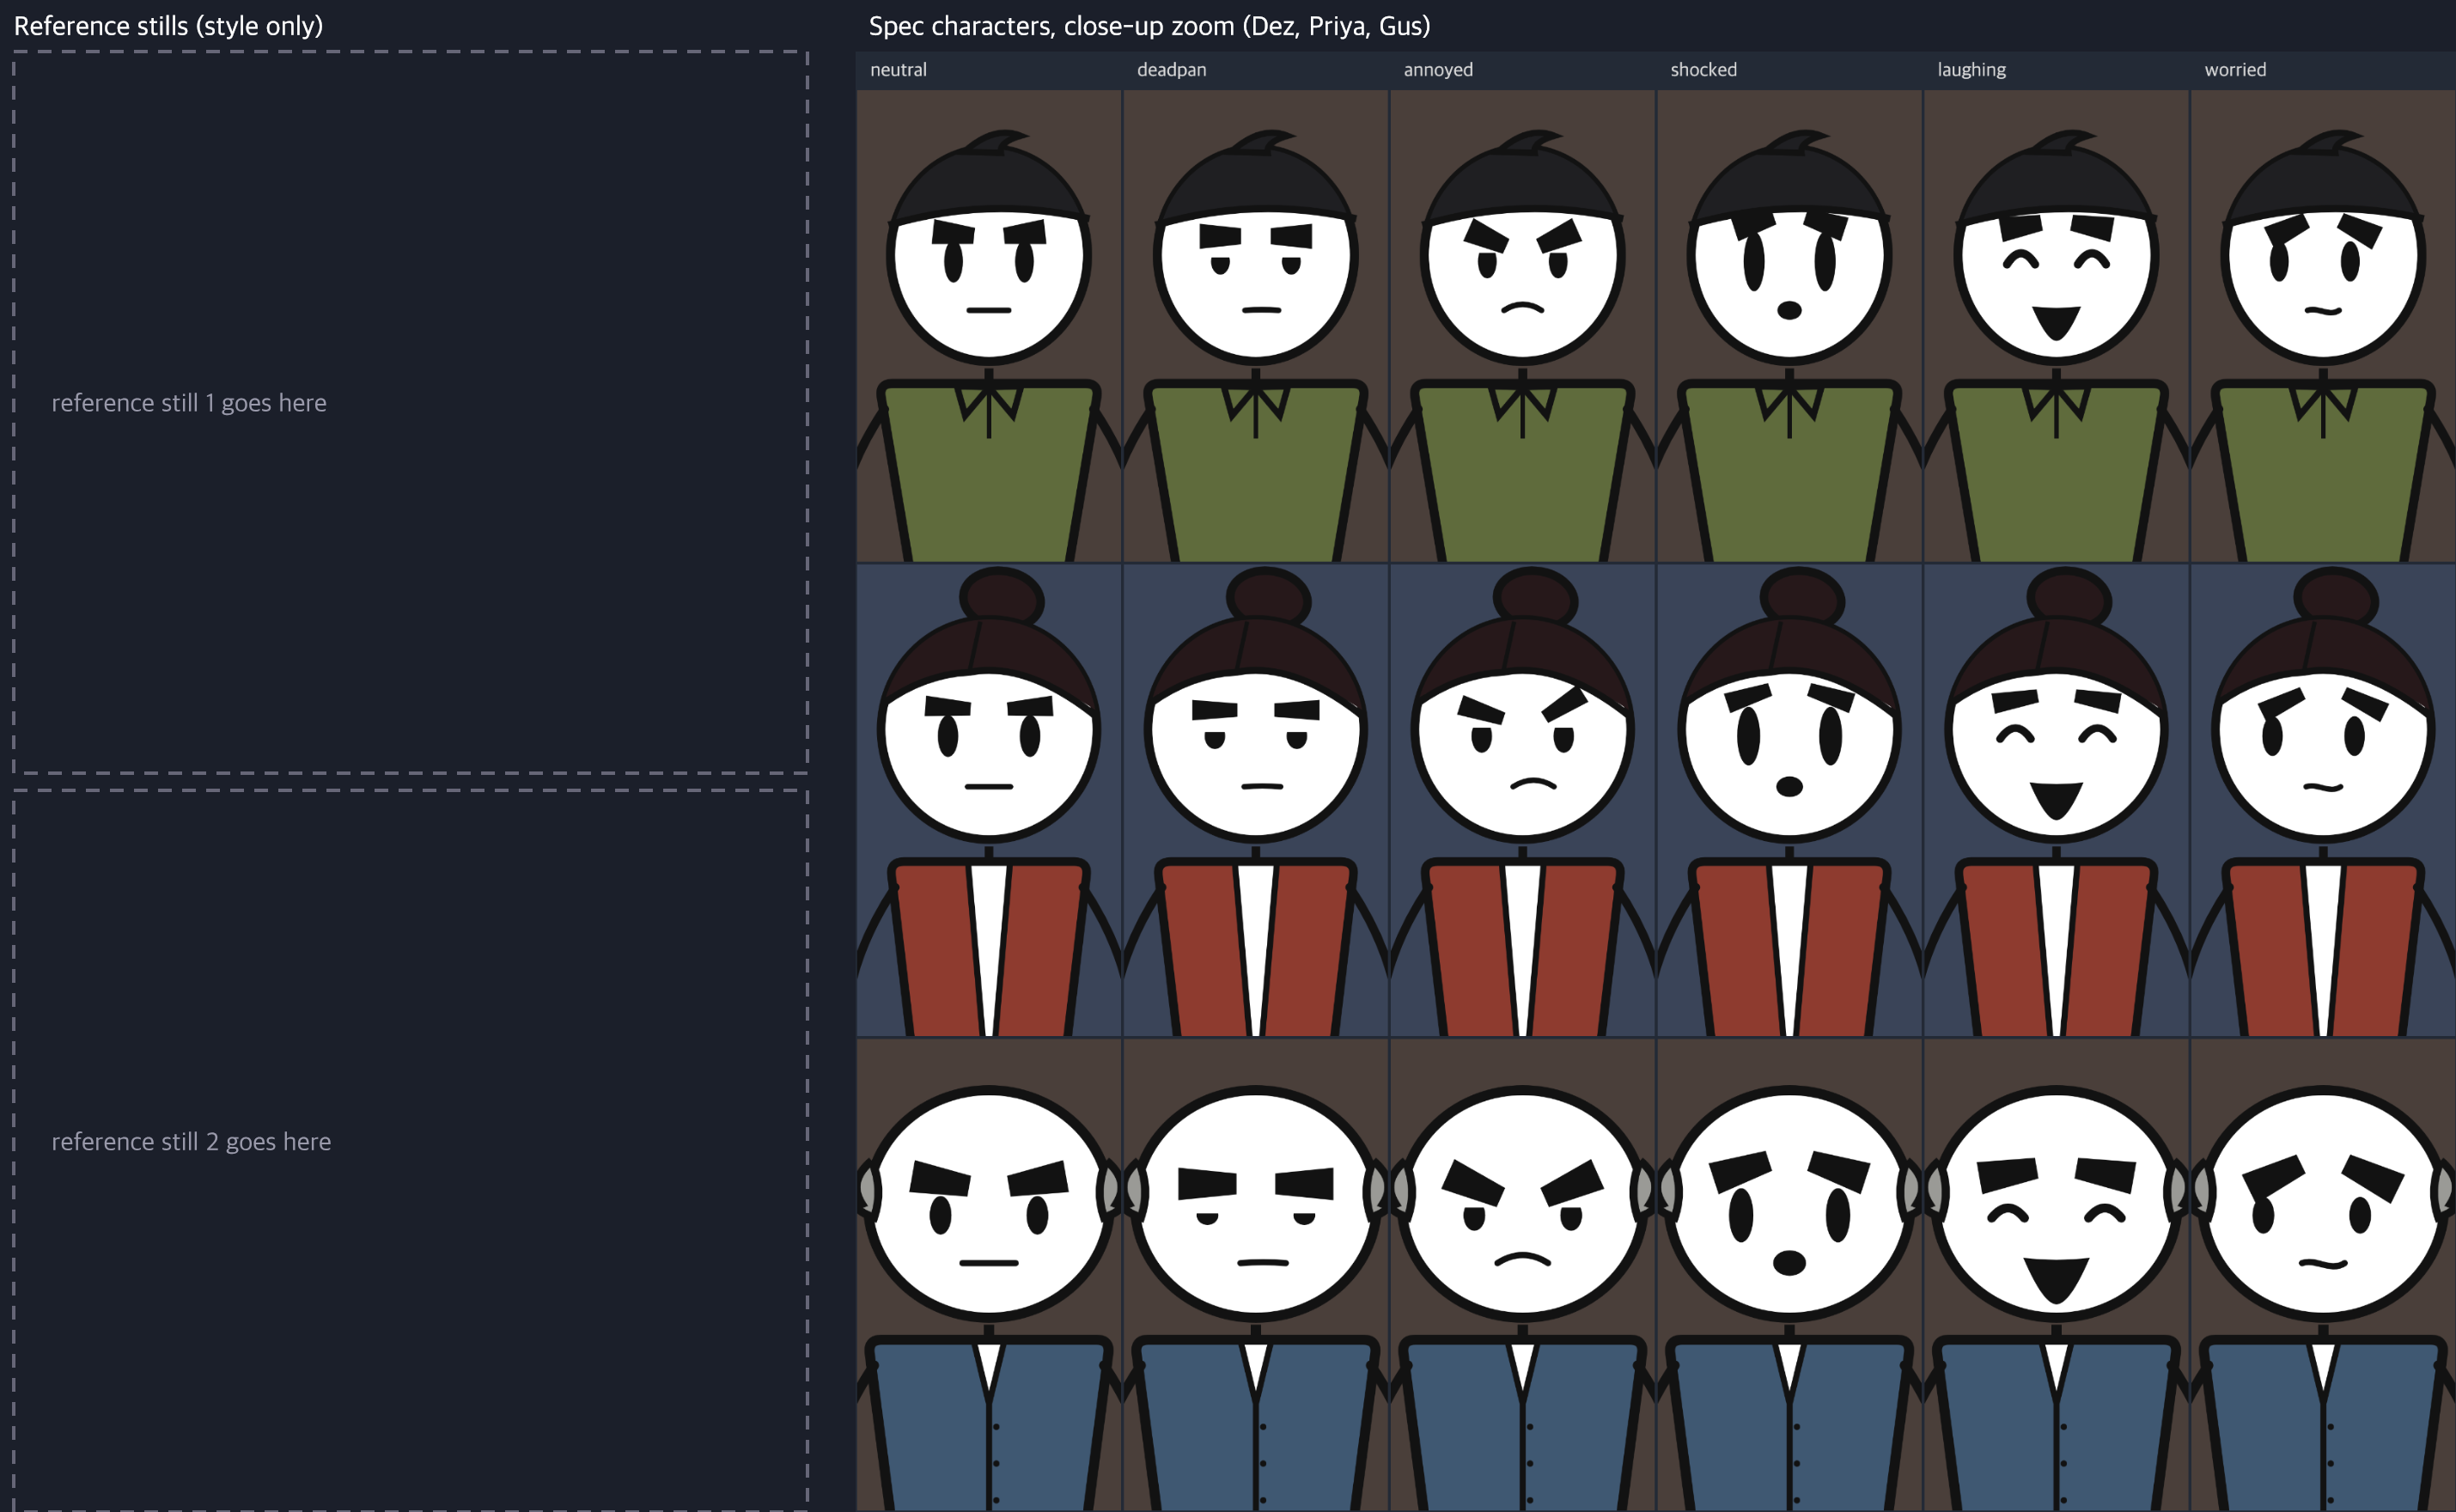 Reference stills (style only)
reference still 1 goes here
reference still 2 goes here
Spec characters, close-up zoom (Dez, Priya, Gus)
neutral
deadpan
annoyed
shocked
laughing
worried